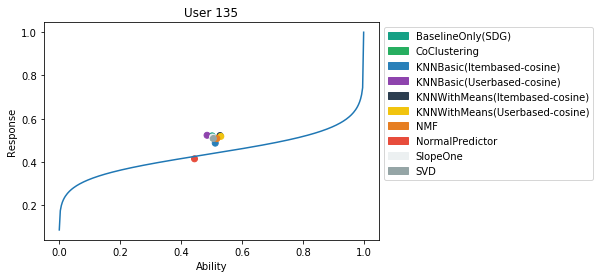 User 135
1.0
0.8
0.6
0.4
0.2
Response
0.0
0.2
0.4
0.6
0.8
1.0
Ability
BaselineOnly(SDG)
CoClustering
KNNBasic(Itembased-cosine)
KNNBasic(Userbased-cosine)
KNNWithMeans(Itembased-cosine)
KNNWithMeans(Userbased-cosine)
NMF
NormalPredictor
SlopeOne
SVD